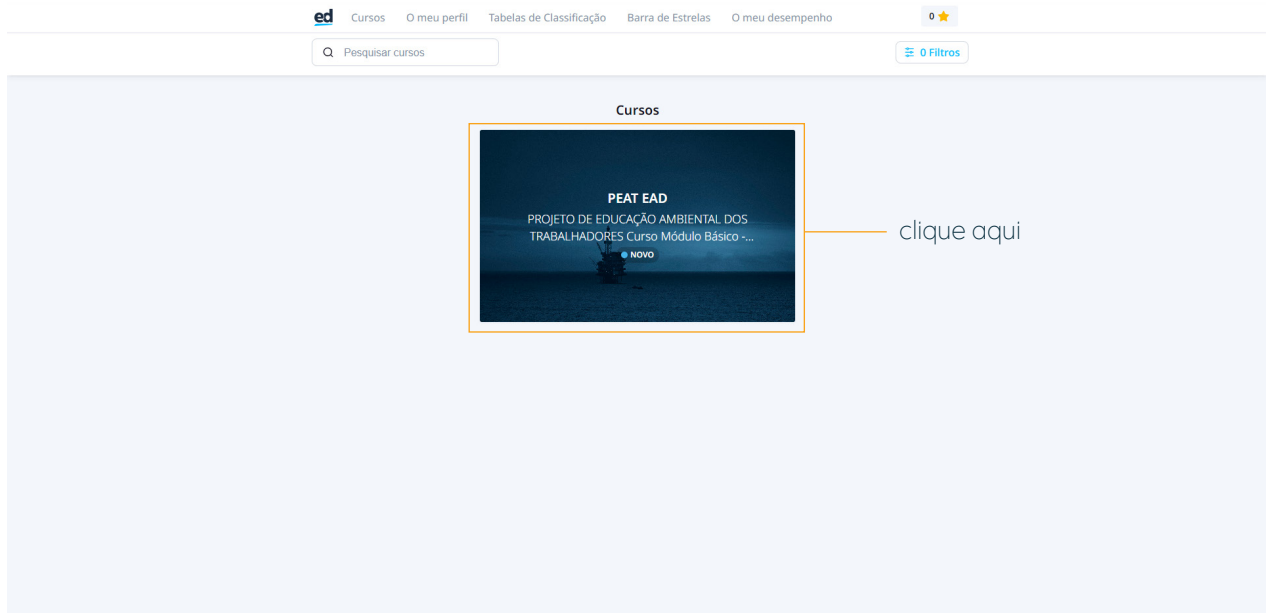 ed Cursos O meu perfil Tabelas de Classificação Barra de Estrelas O meu desempenho 0
Pesquisar cursos 0 Filtros
Cursos
PEAT EAD
PROJETO DE EDUCAÇÃO AMBIENTAL DOS
TRABALHADORES Curso Módulo Básico -...
NOVO
clique aqui